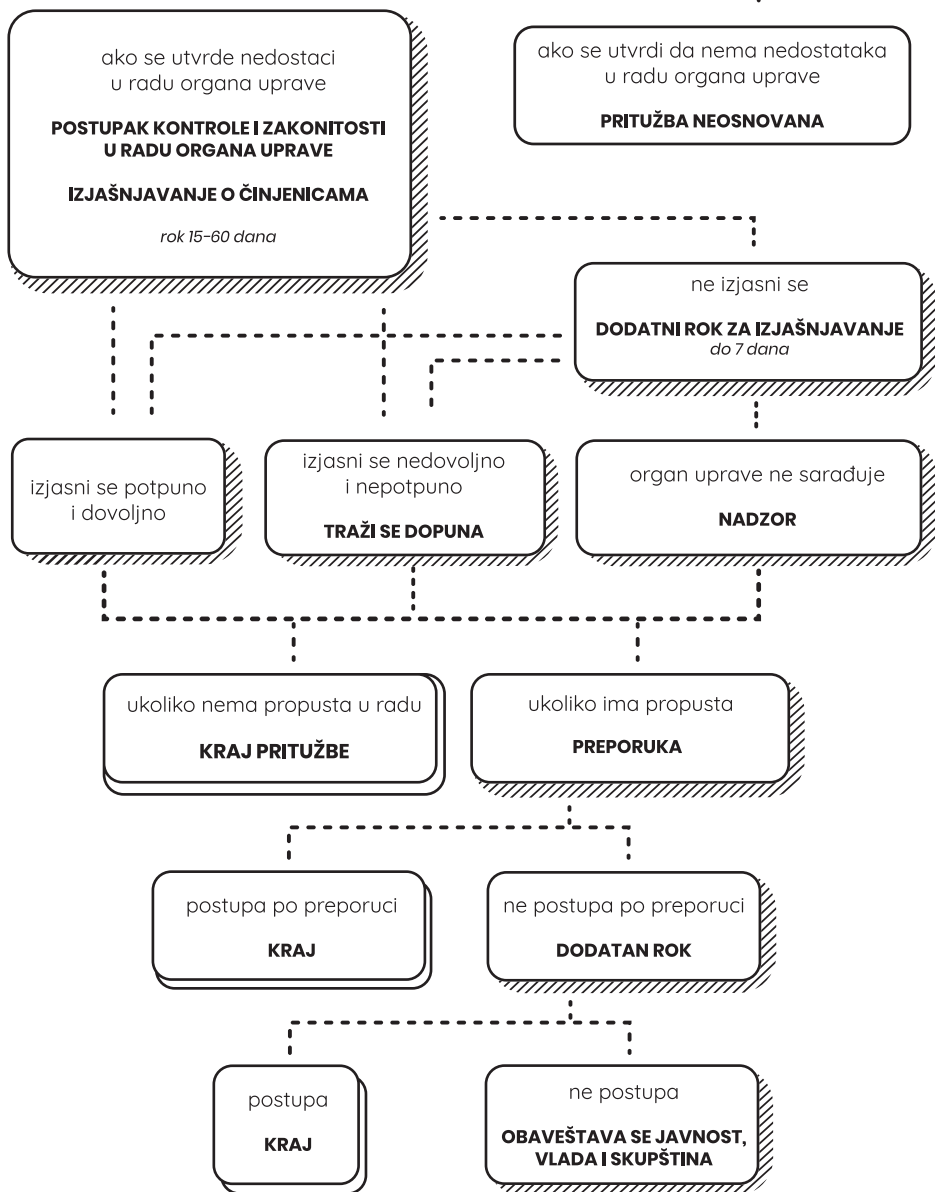 ako se utvrde nedostaci
u radu organa uprave
POSTUPAK KONTROLE I ZAKONITOSTI
U RADU ORGANA UPRAVE
IZJAŠNJAVANJE O ČINJENICAMA
rok 15-60 dana
ako se utvrdi da nema nedostataka
u radu organa uprave
PRITUŽBA NEOSNOVANA
ne izjasni se
DODATNI ROK ZA IZJAŠNJAVANJE
do 7 dana
izjasni se potpuno
i dovoljno
izjasni se nedovoljno
i nepotpuno
TRAŽI SE DOPUNA
organ uprave ne sarađuje
NADZOR
ukoliko nema propusta u radu
KRAJ PRITUŽBE
ukoliko ima propusta
PREPORUKA
postupa po preporuci
KRAJ
ne postupa po preporuci
DODATAN ROK
postupa
KRAJ
ne postupa
OBAVEŠTAVA SE JAVNOST,
VLADA I SKUPŠTINA